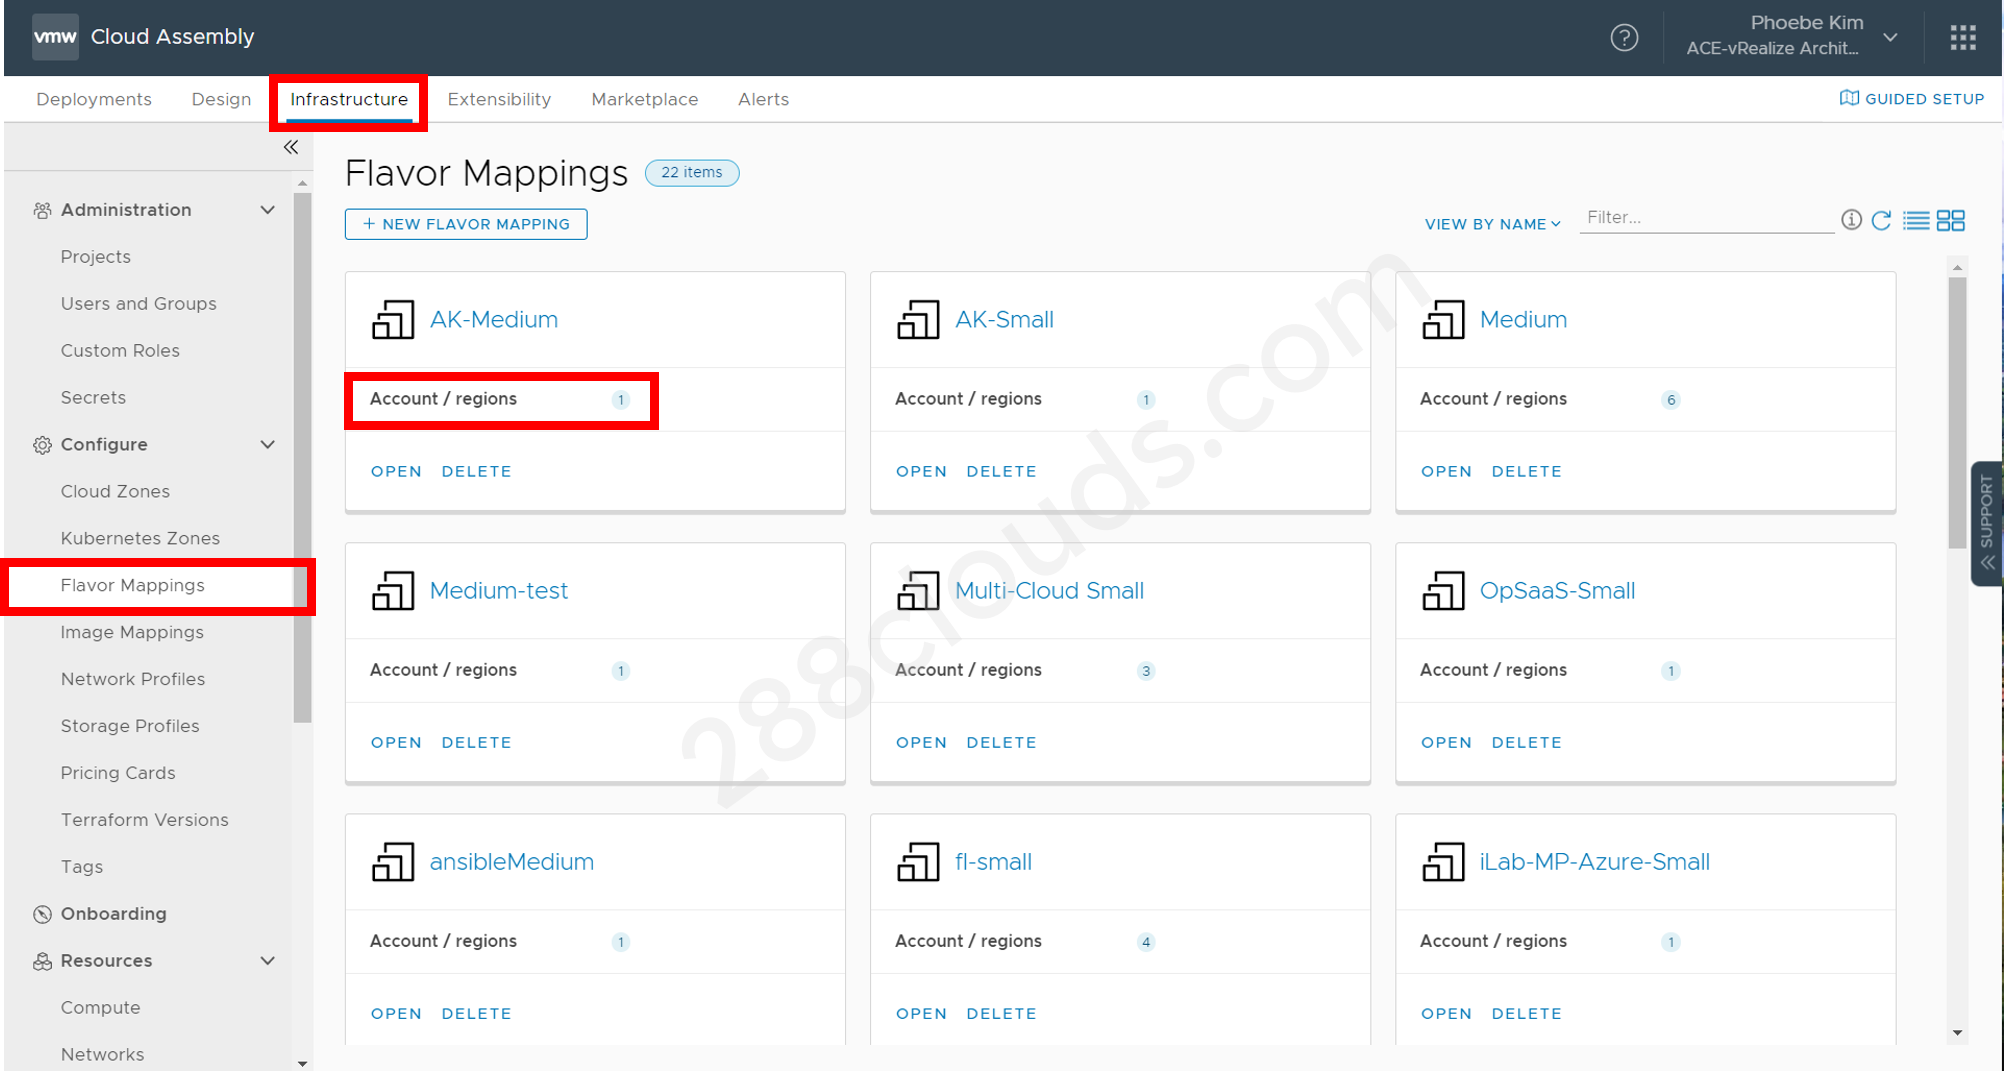 vmw Cloud Assembly
Phoebe Kim
ACE-vRealize Archit...
Deployments Design Infrastructure Extensibility Marketplace Alerts
GUIDED SETUP
Administration
Projects
Users and Groups
Custom Roles
Secrets
Configure
Cloud Zones
Kubernetes Zones
Flavor Mappings
Image Mappings
Network Profiles
Storage Profiles
Pricing Cards
Terraform Versions
Tags
Onboarding
Resources
Compute
Networks
Flavor Mappings 22 items
+ NEW FLAVOR MAPPING
VIEW BY NAME
Filter...
AK-Medium
Account / regions 1
OPEN DELETE
AK-Small
Account / regions 1
OPEN DELETE
Medium
Account / regions 6
OPEN DELETE
Medium-test
Account / regions 1
OPEN DELETE
Multi-Cloud Small
Account / regions 3
OPEN DELETE
OpSaaS-Small
Account / regions 1
OPEN DELETE
ansibleMedium
Account / regions 1
OPEN DELETE
fl-small
Account / regions 4
OPEN DELETE
iLab-MP-Azure-Small
Account / regions 1
OPEN DELETE
SUPPORT
288clouds.com